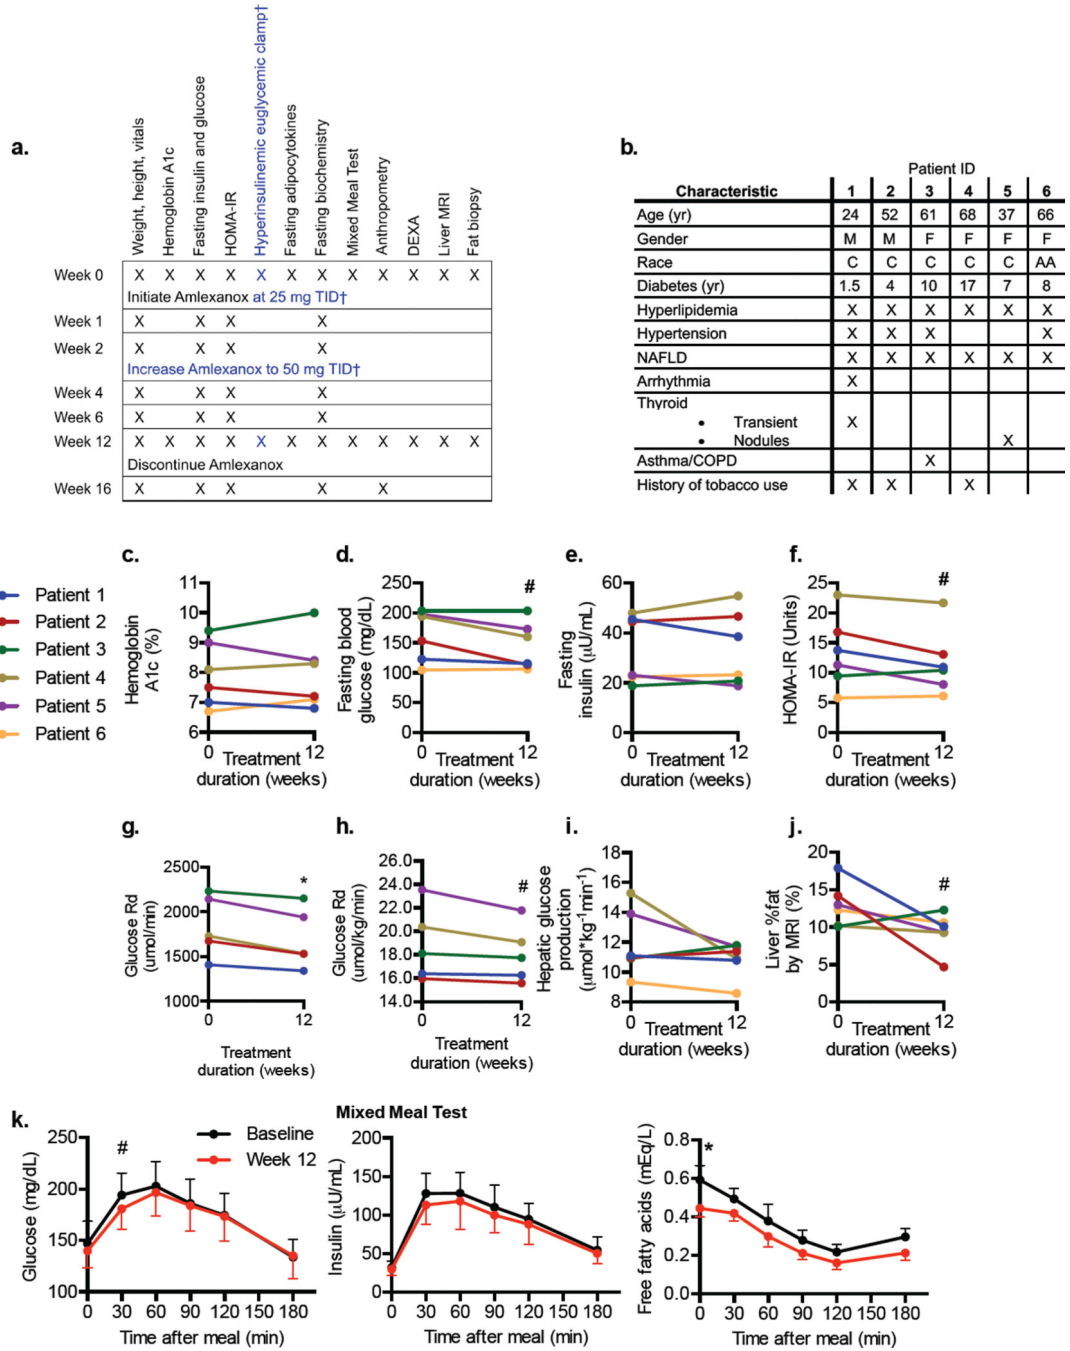 a.
Weight, height, vitals
Hemoglobin A1c
Fasting insulin and glucose
HOMA-IR
Hyperinsulinemic euglycemic clamp†
Fasting adipocytokines
Fasting biochemistry
Mixed Meal Test
Anthropometry
DEXA
Liver MRI
Fat biopsy
Week 0 X X X X X X X X X X X X
Initiate Amlexanox at 25 mg TID†
Week 1 X X X X
Week 2 X X X X
Increase Amlexanox to 50 mg TID†
Week 4 X X X X
Week 6 X X X X
Week 12 X X X X X X X X X X X X
Discontinue Amlexanox
Week 16 X X X X X
b.
Patient ID
Characteristic 1 2 3 4 5 6
Age (yr) 24 52 61 68 37 66
Gender M M F F F F
Race C C C C C AA
Diabetes (yr) 1.5 4 10 17 7 8
Hyperlipidemia X X X X X X
Hypertension X X X X
NAFLD X X X X X X
Arrhythmia X
Thyroid
• Transient X
• Nodules X
Asthma/COPD X
History of tobacco use X X X
Patient 1
Patient 2
Patient 3
Patient 4
Patient 5
Patient 6
c.
Hemoglobin
A1c (%)
11
10
9
8
7
6
0 12
Treatment
duration (weeks)
d.
Fasting blood
glucose (mg/dL)
250
200
150
100
50
0
#
0 12
Treatment
duration (weeks)
e.
Fasting
insulin (μU/mL)
60
40
20
0
0 12
Treatment
duration (weeks)
f.
HOMA-IR (Units)
25
20
15
10
5
0
#
0 12
Treatment
duration (weeks)
g.
Glucose Rd
(umol/min)
2500
2000
1500
1000
*
0 12
Treatment
duration (weeks)
h.
Glucose Rd
(umol/kg/min)
26.0
24.0
22.0
20.0
18.0
16.0
14.0
#
0 12
Treatment
duration (weeks)
i.
Hepatic glucose
production
(μmol*kg-1min-1)
18
16
14
12
10
8
0 12
Treatment
duration (weeks)
j.
Liver %fat
by MRI (%)
20
15
10
5
0
#
0 12
Treatment
duration (weeks)
k.
Mixed Meal Test
Baseline
Week 12
Glucose (mg/dL)
250
200
150
100
#
0 30 60 90 120 150 180
Time after meal (min)
Insulin (μU/mL)
200
150
100
50
0
0 30 60 90 120 150 180
Time after meal (min)
Free fatty acids (mEq/L)
0.8
0.6
0.4
0.2
0.0
*
0 30 60 90 120 150 180
Time after meal (min)